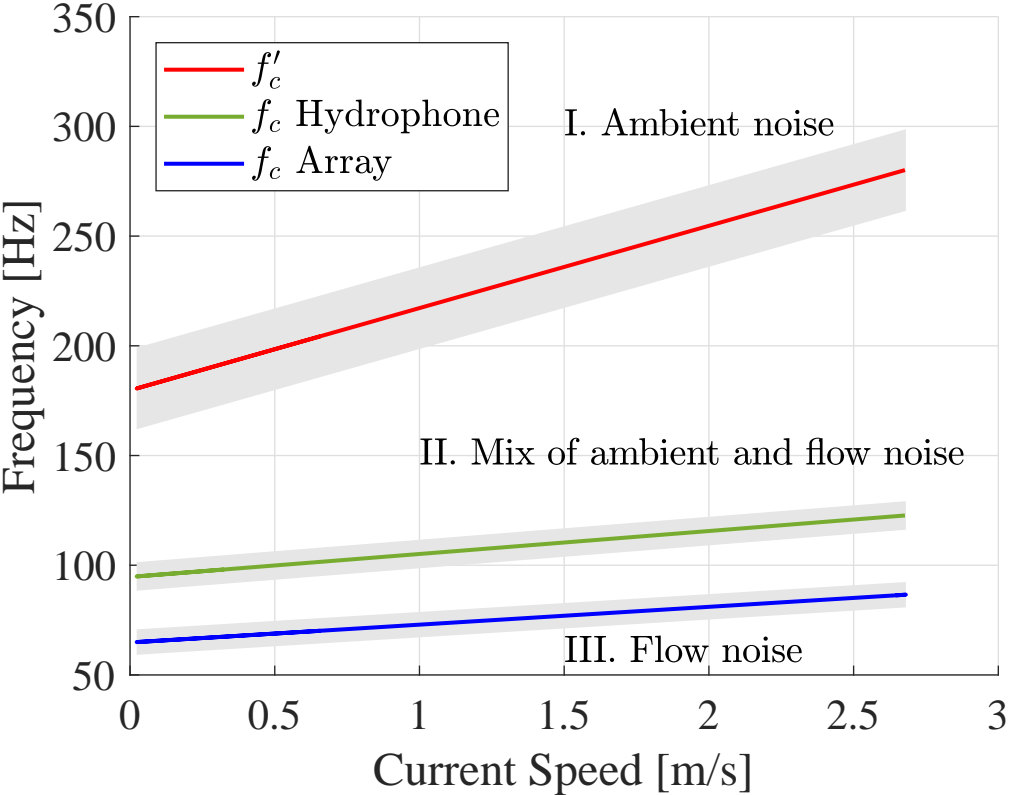 350
300
250
200
150
100
50
Frequency [Hz]
f′c
fc Hydrophone
fc Array
I. Ambient noise
II. Mix of ambient and flow noise
III. Flow noise
0 0.5 1 1.5 2 2.5 3
Current Speed [m/s]